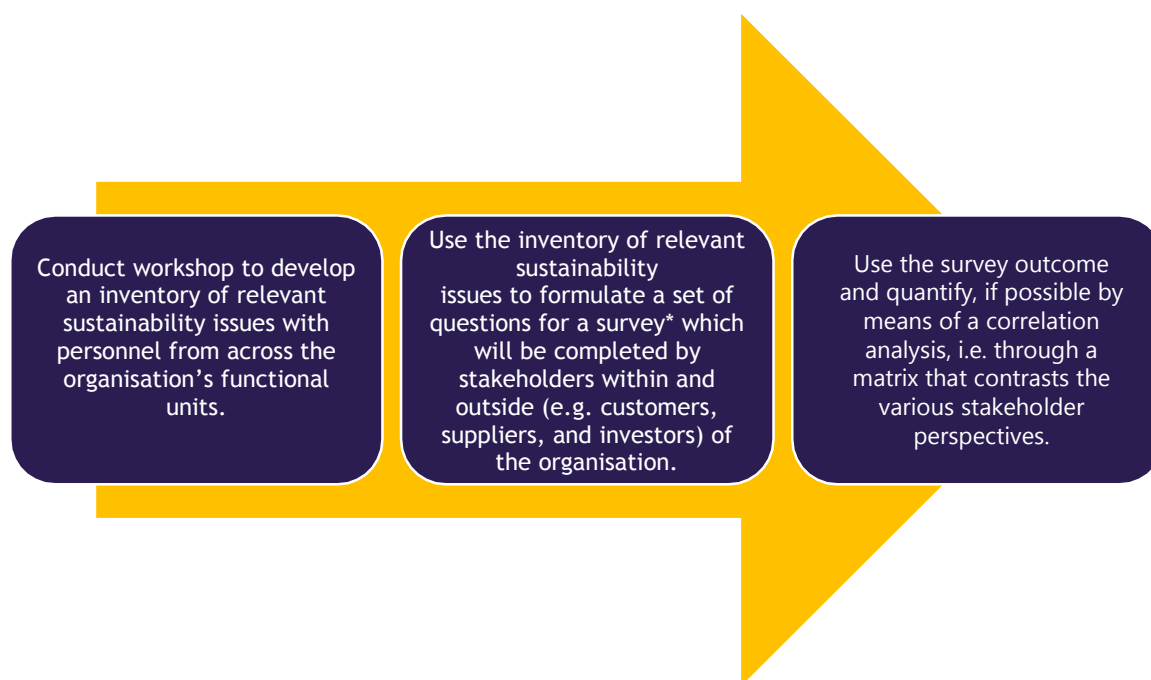 Conduct workshop to develop
an inventory of relevant
sustainability issues with
personnel from across the
organisation’s functional
units.
Use the inventory of relevant
sustainability
issues to formulate a set of
questions for a survey* which
will be completed by
stakeholders within and
outside (e.g. customers,
suppliers, and investors) of
the organisation.
Use the survey outcome
and quantify, if possible by
means of a correlation
analysis, i.e. through a
matrix that contrasts the
various stakeholder
perspectives.